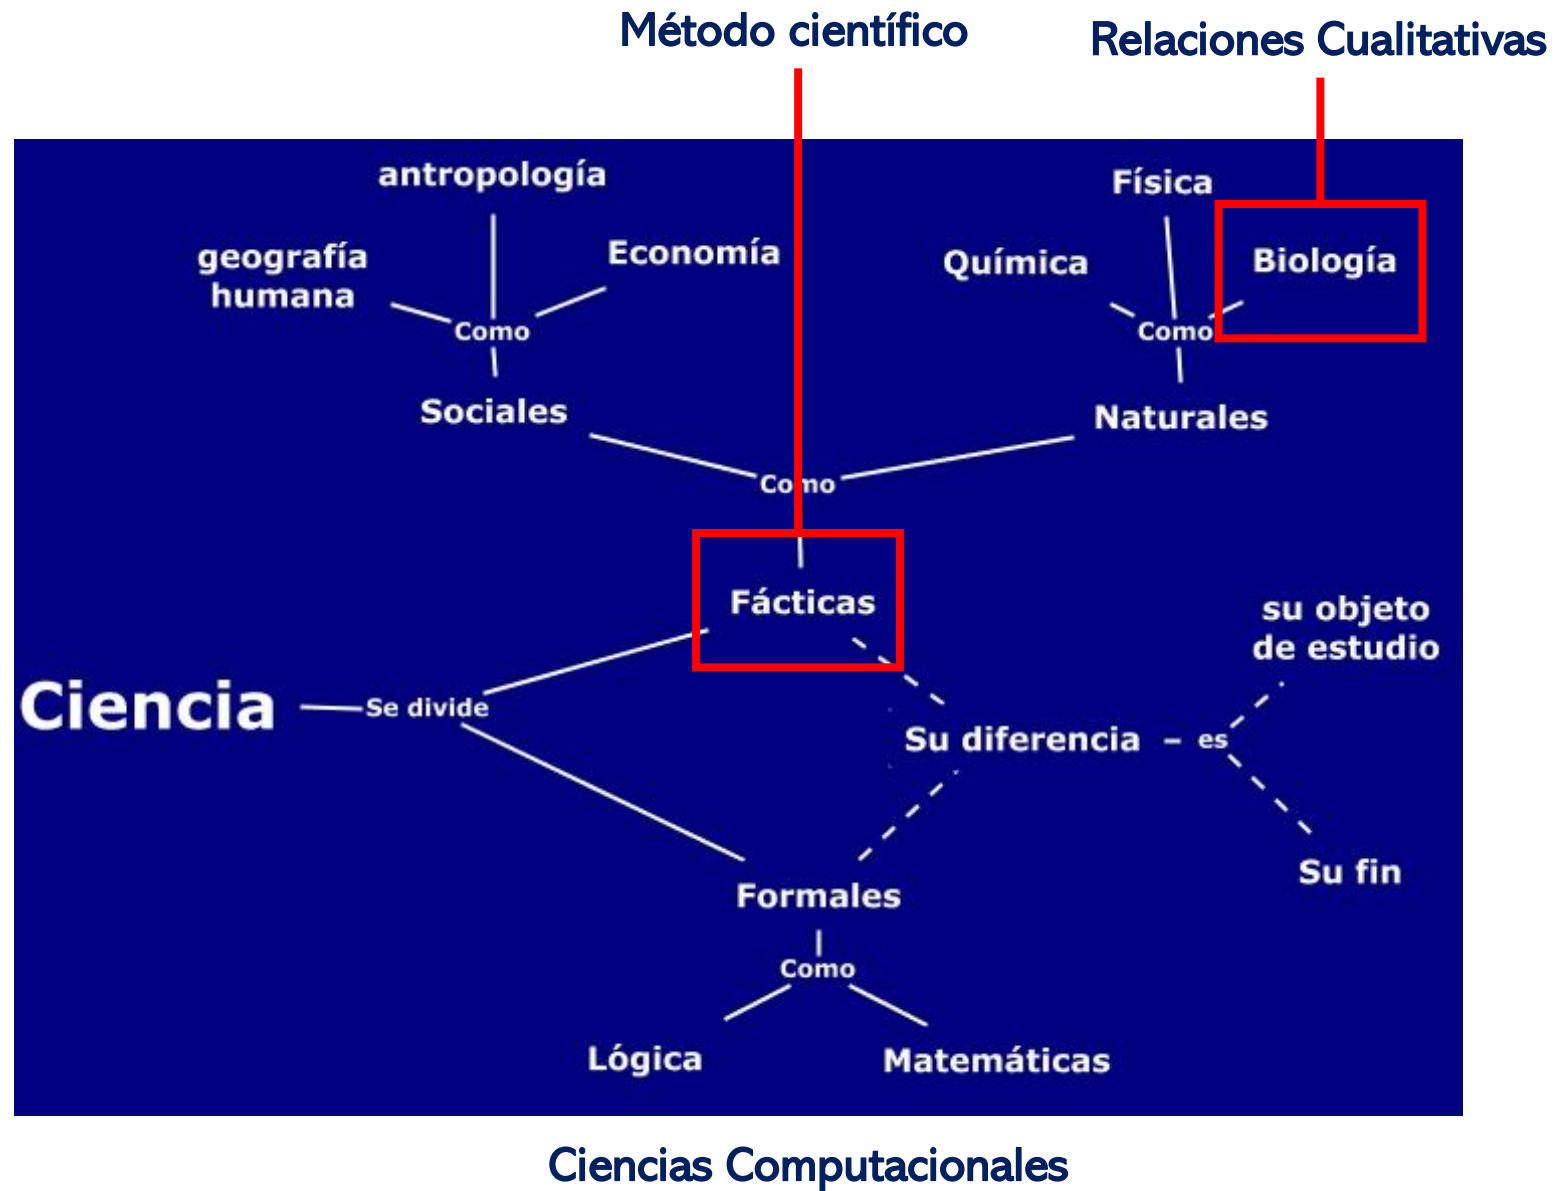 Método científico
Relaciones Cualitativas
antropología
Física
geografía
humana
Economía
Química
Biología
Como
Como
Sociales
Naturales
Como
Fácticas
su objeto
de estudio
Ciencia
Se divide
Su diferencia
es
Su fin
Formales
Como
Lógica
Matemáticas
Ciencias Computacionales